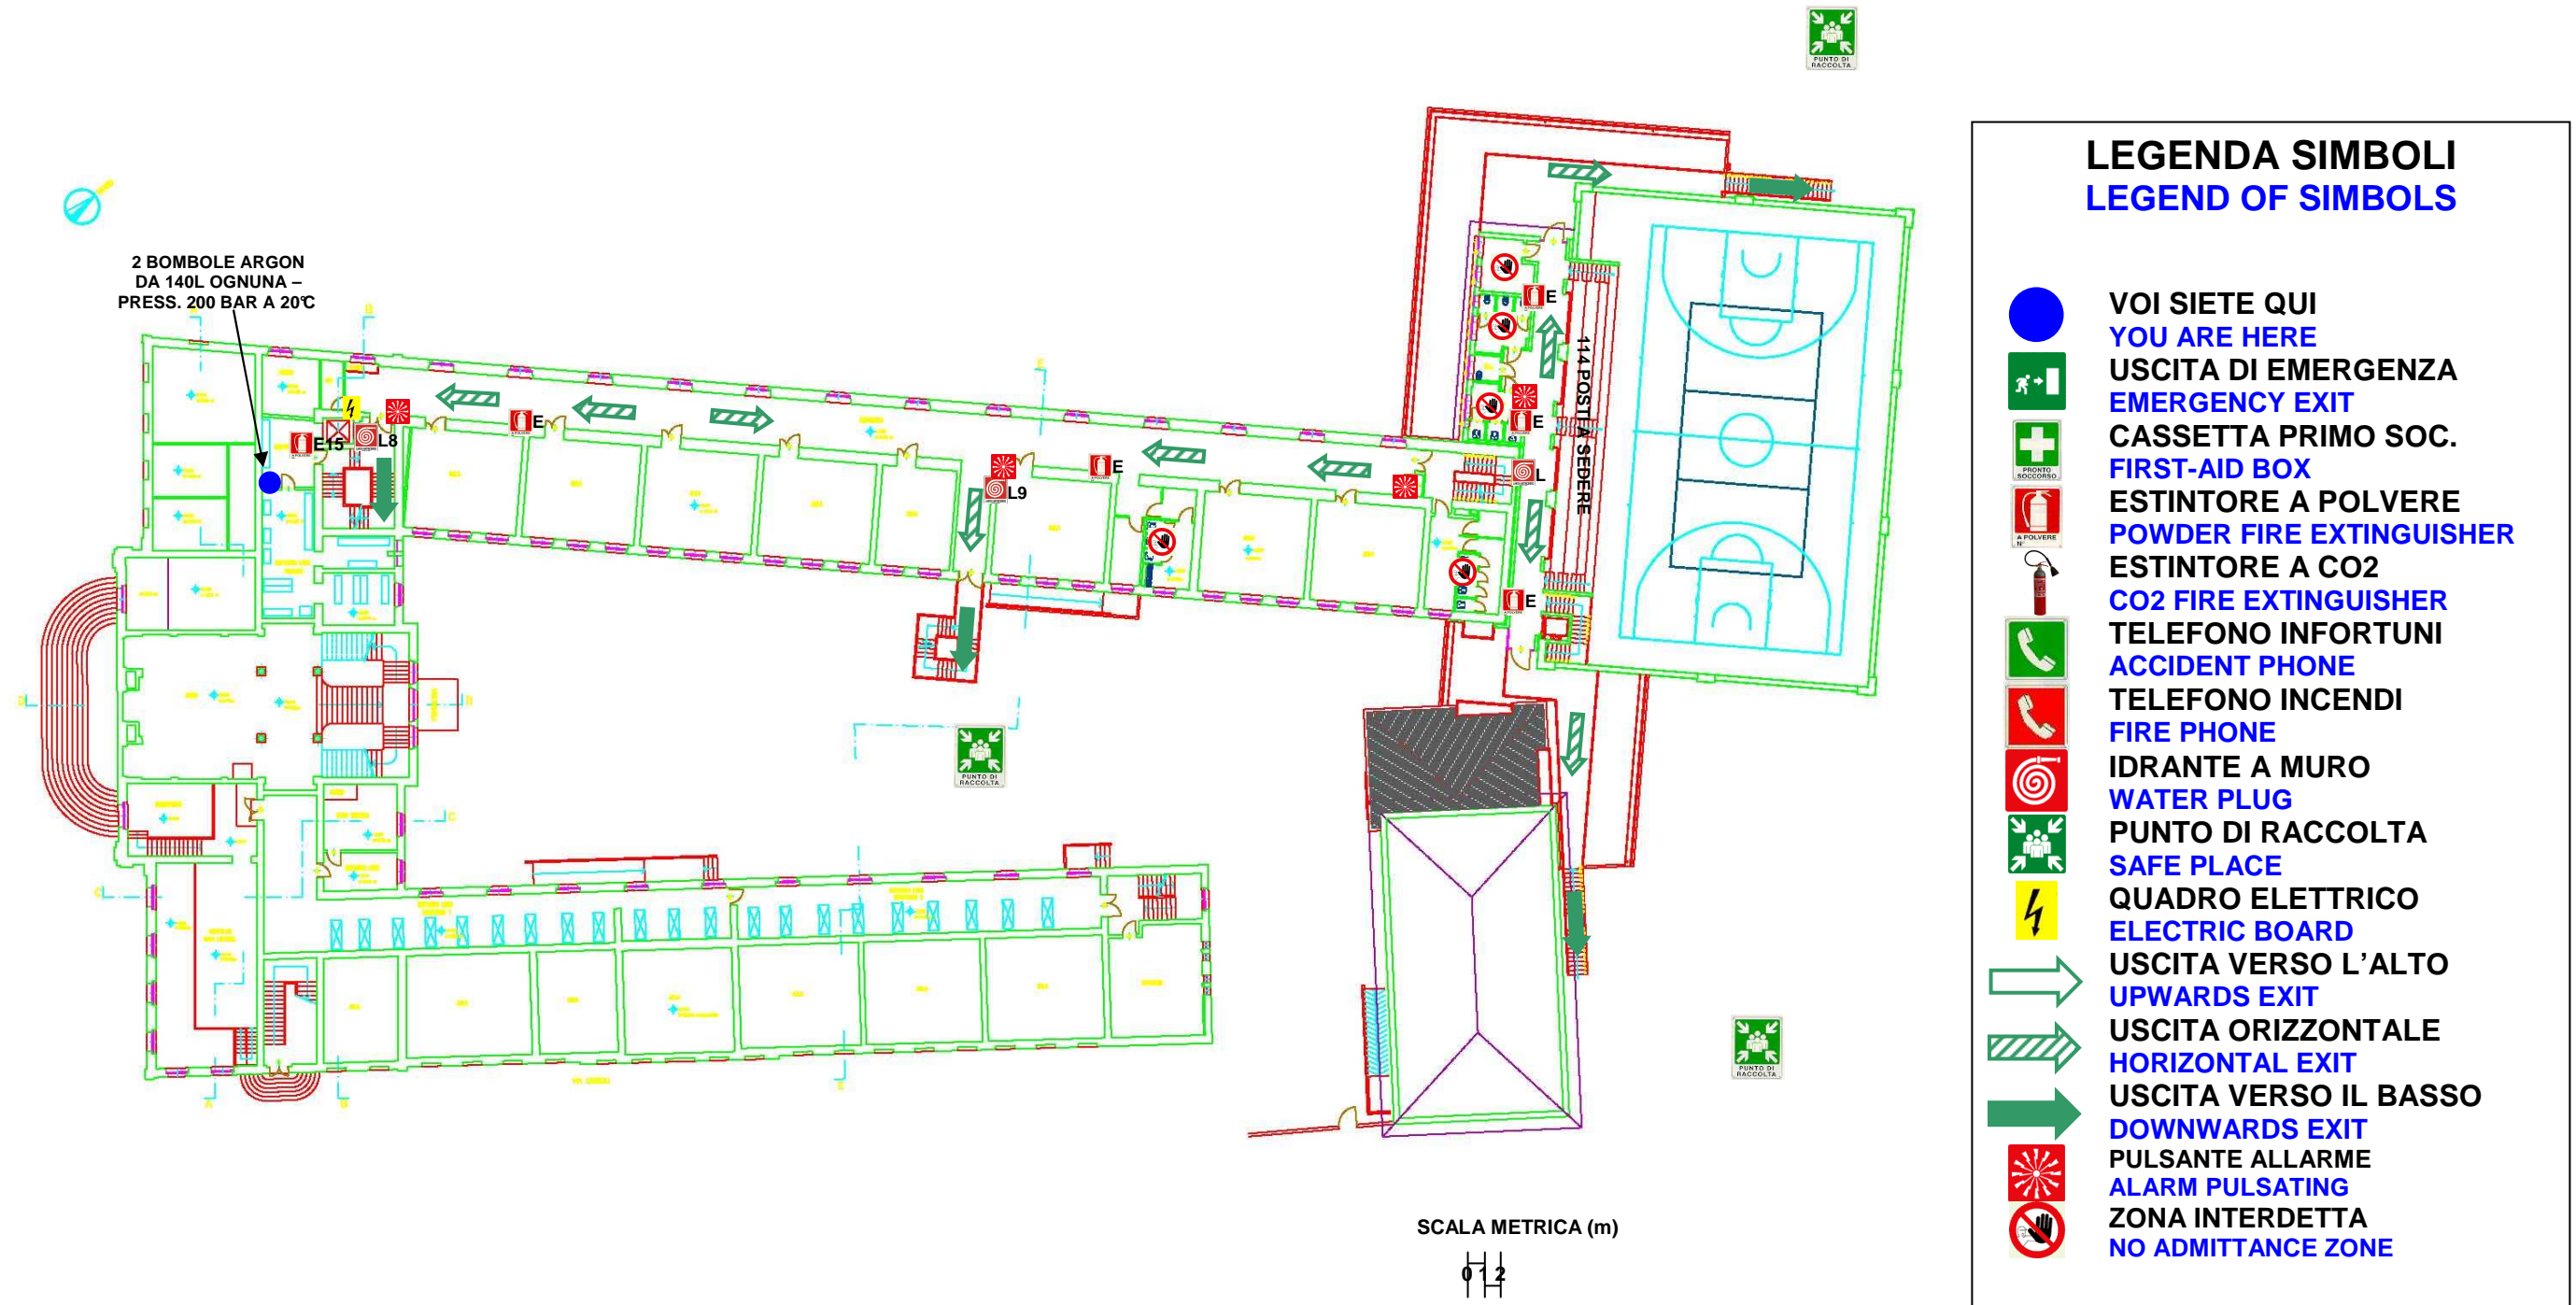 PUNTO DI
RACCOLTA
2 BOMBOLE ARGON
DA 140L OGNUNA –
PRESS. 200 BAR A 20°C
E15
L8
E
L9
E
E
E
L
E
114 POSTI A SEDERE
PUNTO DI
RACCOLTA
PUNTO DI
RACCOLTA
A
B
C
C
D
A
B
SCALA METRICA (m)
0 1 2
LEGENDA SIMBOLI
LEGEND OF SIMBOLS
VOI SIETE QUI
YOU ARE HERE
USCITA DI EMERGENZA
EMERGENCY EXIT
CASSETTA PRIMO SOC.
FIRST-AID BOX
PRONTO
SOCCORSO
ESTINTORE A POLVERE
POWDER FIRE EXTINGUISHER
A POLVERE
N°
ESTINTORE A CO2
CO2 FIRE EXTINGUISHER
TELEFONO INFORTUNI
ACCIDENT PHONE
TELEFONO INCENDI
FIRE PHONE
IDRANTE A MURO
WATER PLUG
PUNTO DI RACCOLTA
SAFE PLACE
QUADRO ELETTRICO
ELECTRIC BOARD
USCITA VERSO L'ALTO
UPWARDS EXIT
USCITA ORIZZONTALE
HORIZONTAL EXIT
USCITA VERSO IL BASSO
DOWNWARDS EXIT
PULSANTE ALLARME
ALARM PULSATING
ZONA INTERDETTA
NO ADMITTANCE ZONE